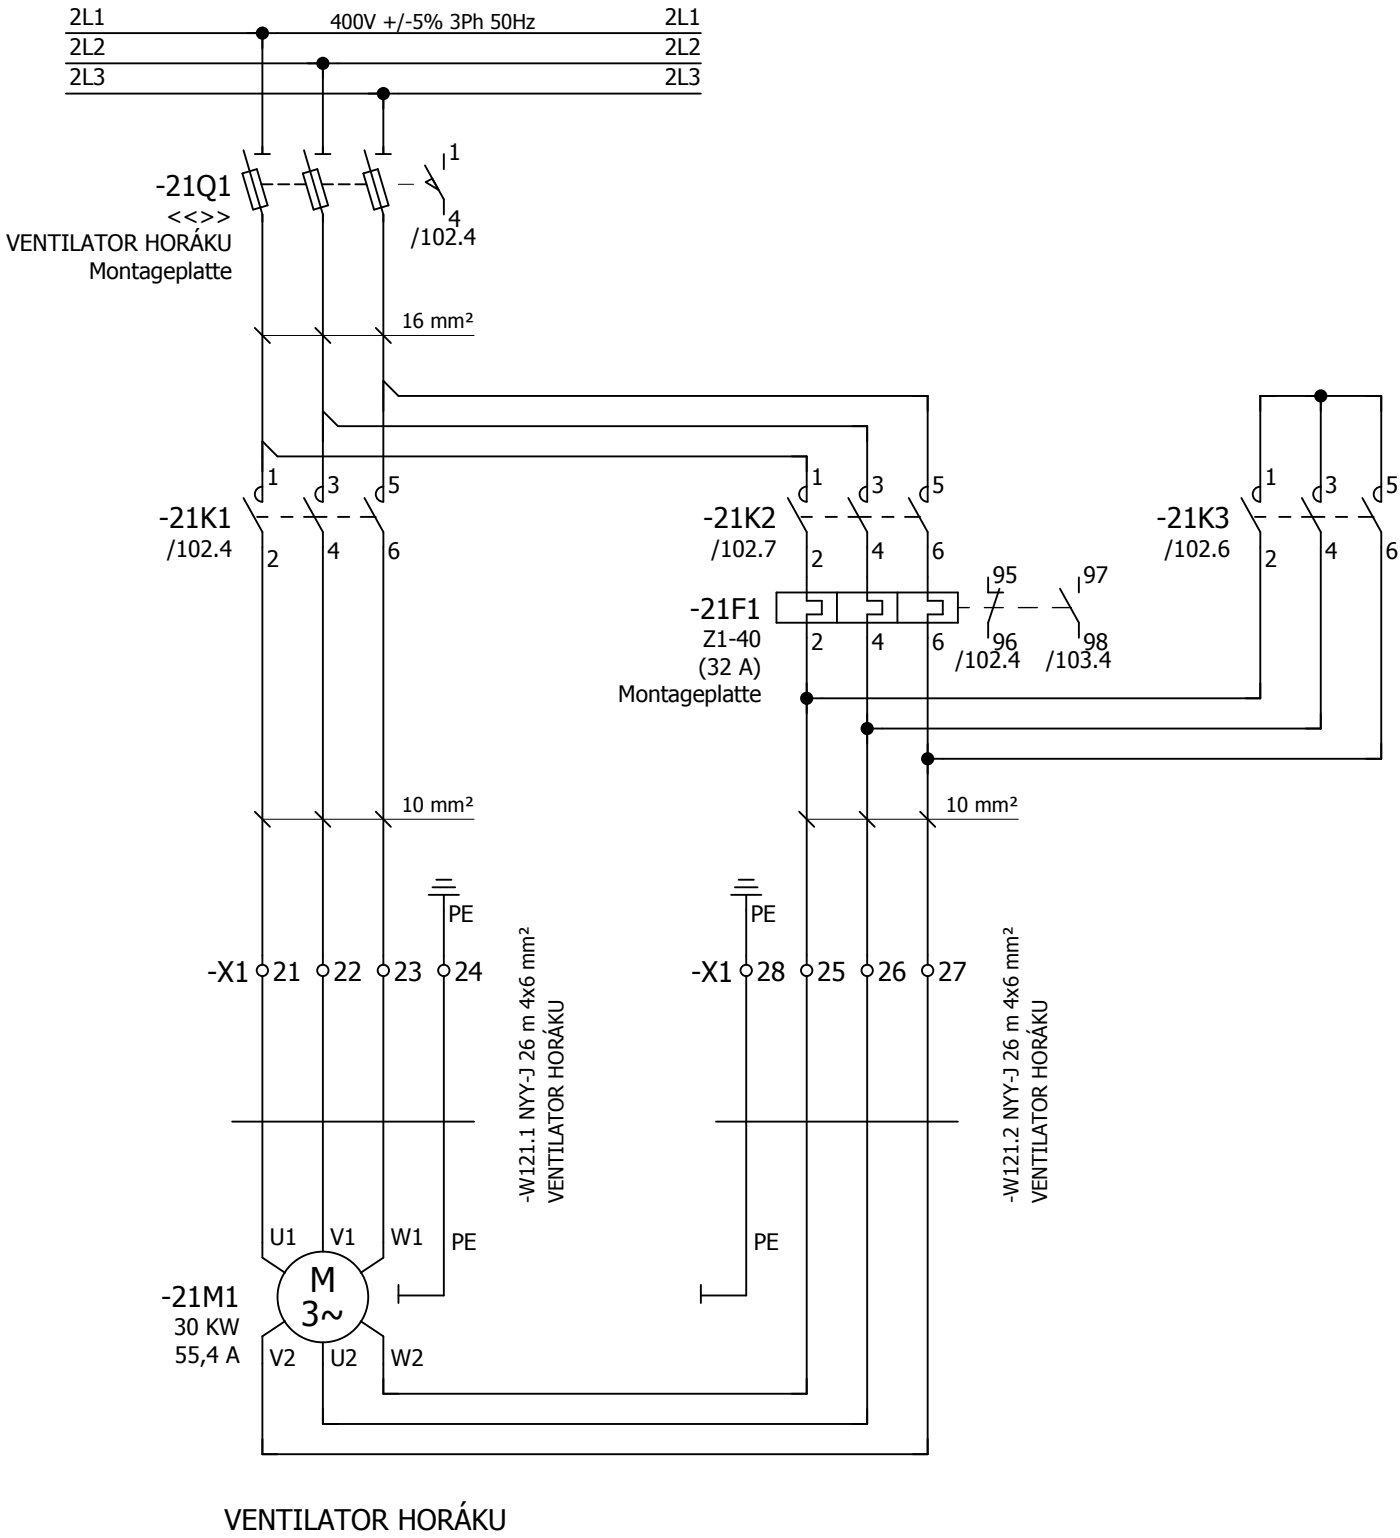 2L1 400V +/-5% 3Ph 50Hz 2L1
2L2 2L2
2L3 2L3
1
-21Q1
<<>>
4
VENTILATOR HORÁKU
/102.4
Montageplatte
16 mm²
1 3 5
1 3 5
1 3 5
-21K1
/102.4
2 4 6
-21K2
/102.7
2 4 6
-21K3
/102.6
2 4 6
95 97
-21F1
Z1-40
(32 A)
Montageplatte
2 4 6
96 98
/102.4 /103.4
10 mm²
10 mm²
PE
PE
-X1 21 22 23 24
-X1 28 25 26 27
-W121.1 NYY-J 26 m 4x6 mm²
VENTILATOR HORÁKU
-W121.2 NYY-J 26 m 4x6 mm²
VENTILATOR HORÁKU
U1 V1 W1 PE
PE
M
3~
-21M1
30 KW
55,4 A
V2 U2 W2
VENTILATOR HORÁKU